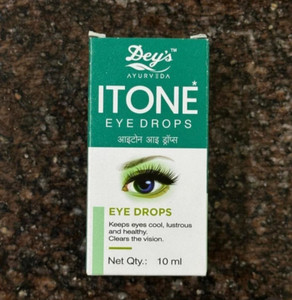 Dey's™
AYURVEDA
ITONE*
EYE DROPS
आइटोन आइ ड्रॉप्स
EYE DROPS
Keeps eyes cool, lustrous
and healthy.
Clears the vision.
Net Qty.: 10 ml